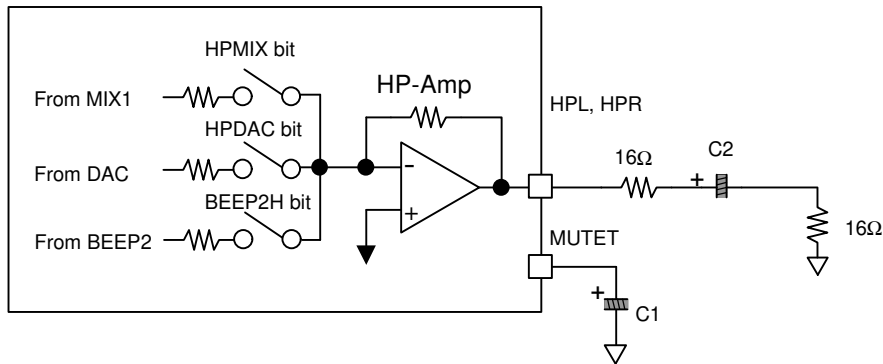 HPMIX bit
From MIX1
HP-Amp
HPL, HPR
HPDAC bit
From DAC
-
16Ω
+
C2
BEEP2H bit
+
From BEEP2
MUTET
16Ω
+
C1